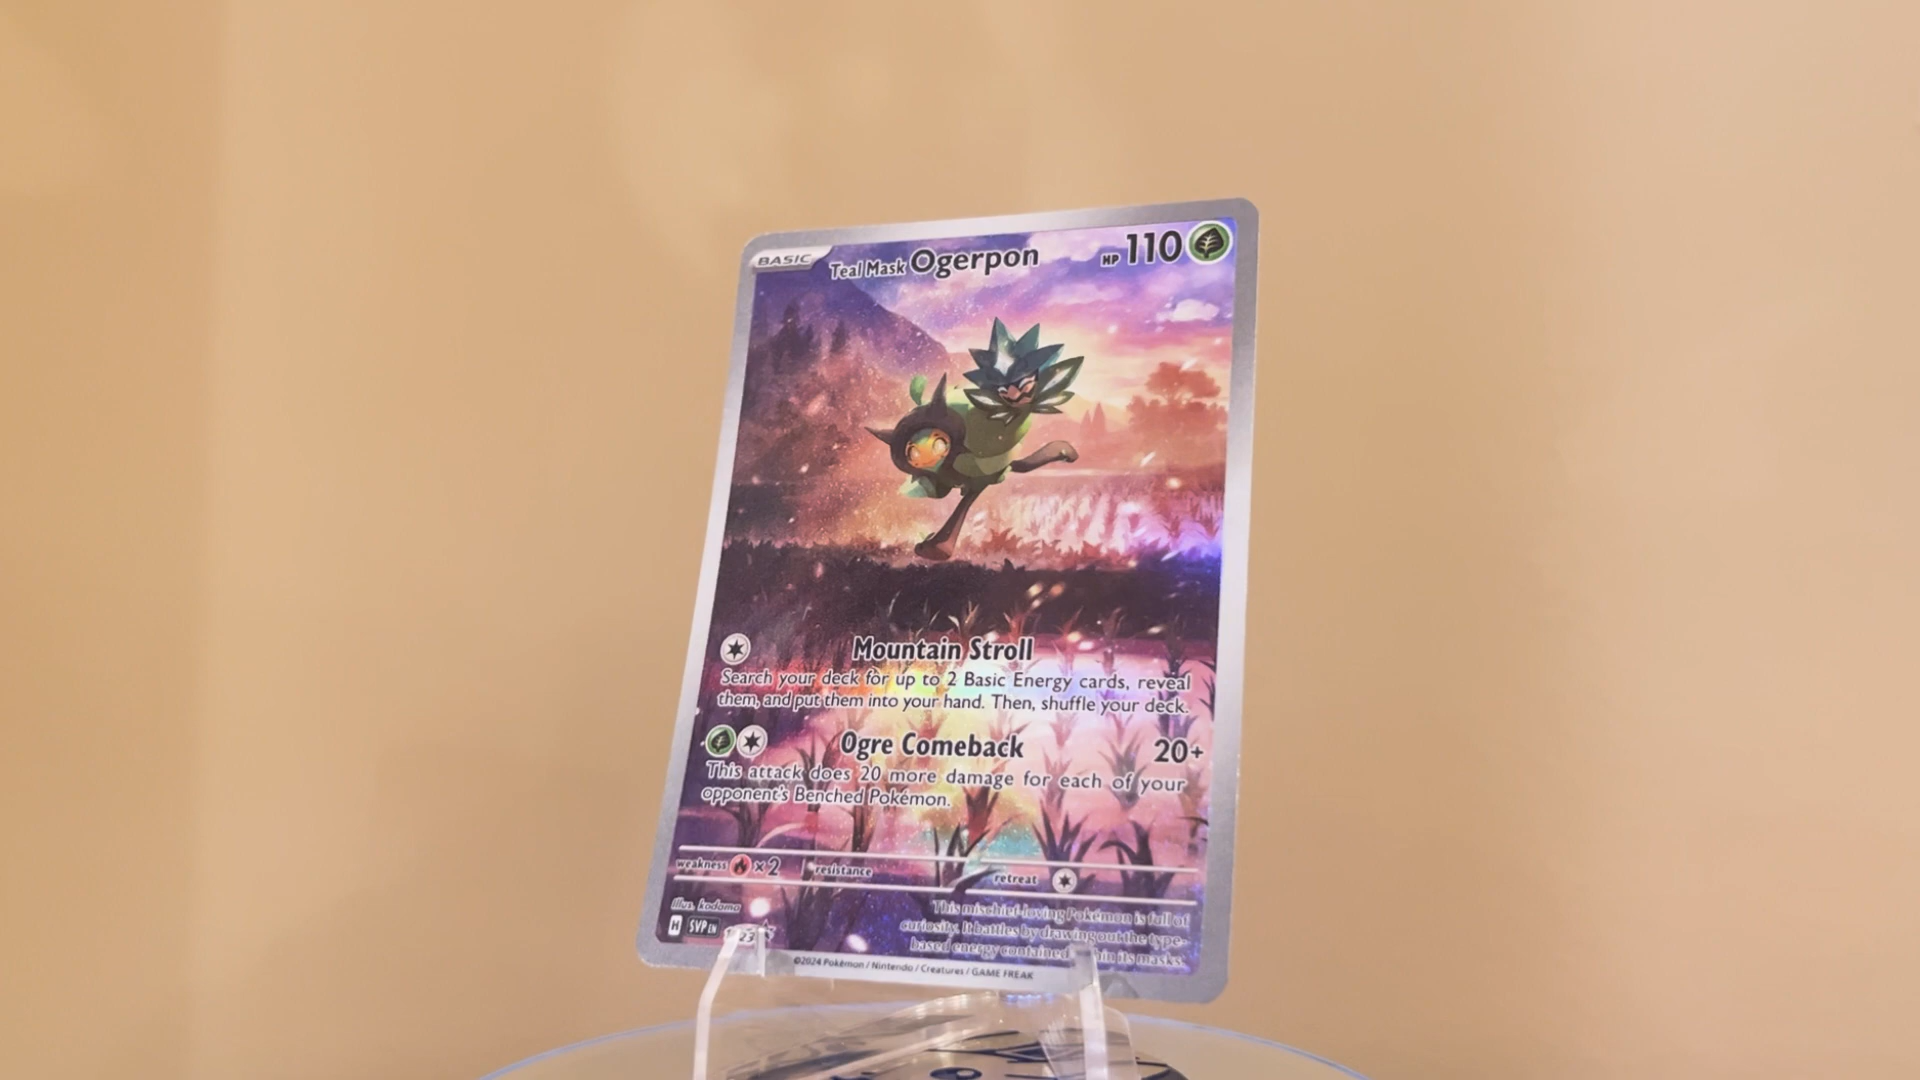 BASIC
Teal Mask Ogerpon
HP 110
Mountain Stroll
Search your deck for up to 2 Basic Energy cards, reveal
them, and put them into your hand. Then, shuffle your deck.
Ogre Comeback 20+
This attack does 20 more damage for each of your
opponent's Benched Pokémon.
weakness ×2 resistance retreat
Illus. kodama
H SVP EN
This mischief-loving Pokémon is full of
curiosity. It battles by drawing out the type-
based energy contained its masks.
©2024 Pokémon / Nintendo / Creatures / GAME FREAK